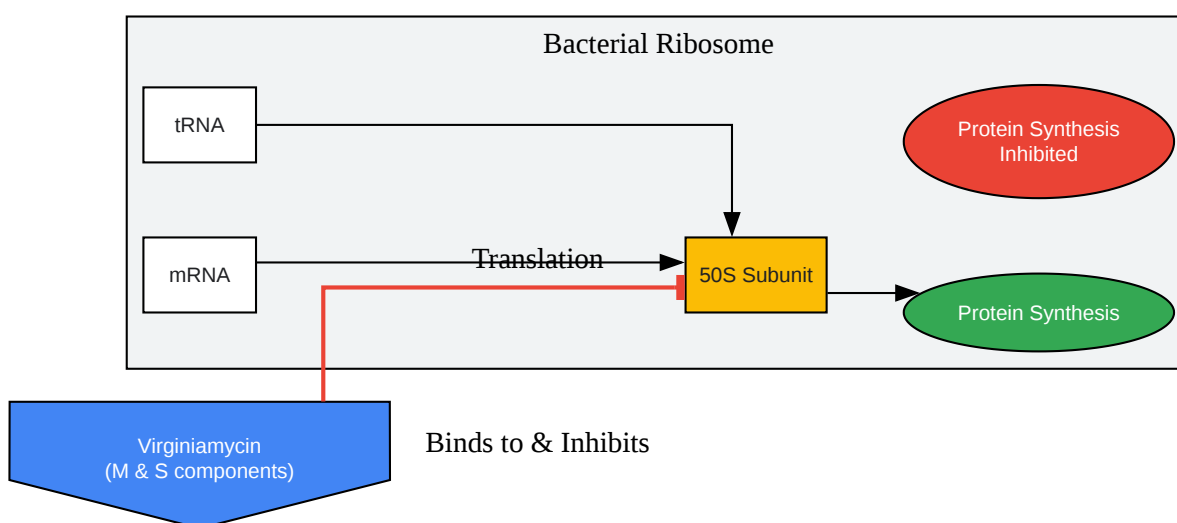 Bacterial Ribosome
tRNA
Protein Synthesis
Inhibited
mRNA
Translation
50S Subunit
Protein Synthesis
Virginiamycin
(M & S components)
Binds to & Inhibits